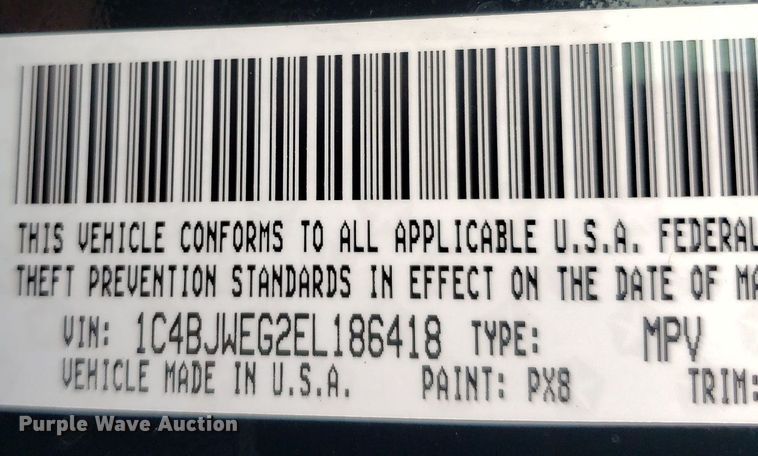 THIS VEHICLE CONFORMS TO ALL APPLICABLE U.S.A. FEDERAL
THEFT PREVENTION STANDARDS IN EFFECT ON THE DATE OF MA
VIN: 1C4BJWEG2EL186418 TYPE: MPV
VEHICLE MADE IN U.S.A. PAINT: PX8 TRIM:
Purple Wave Auction